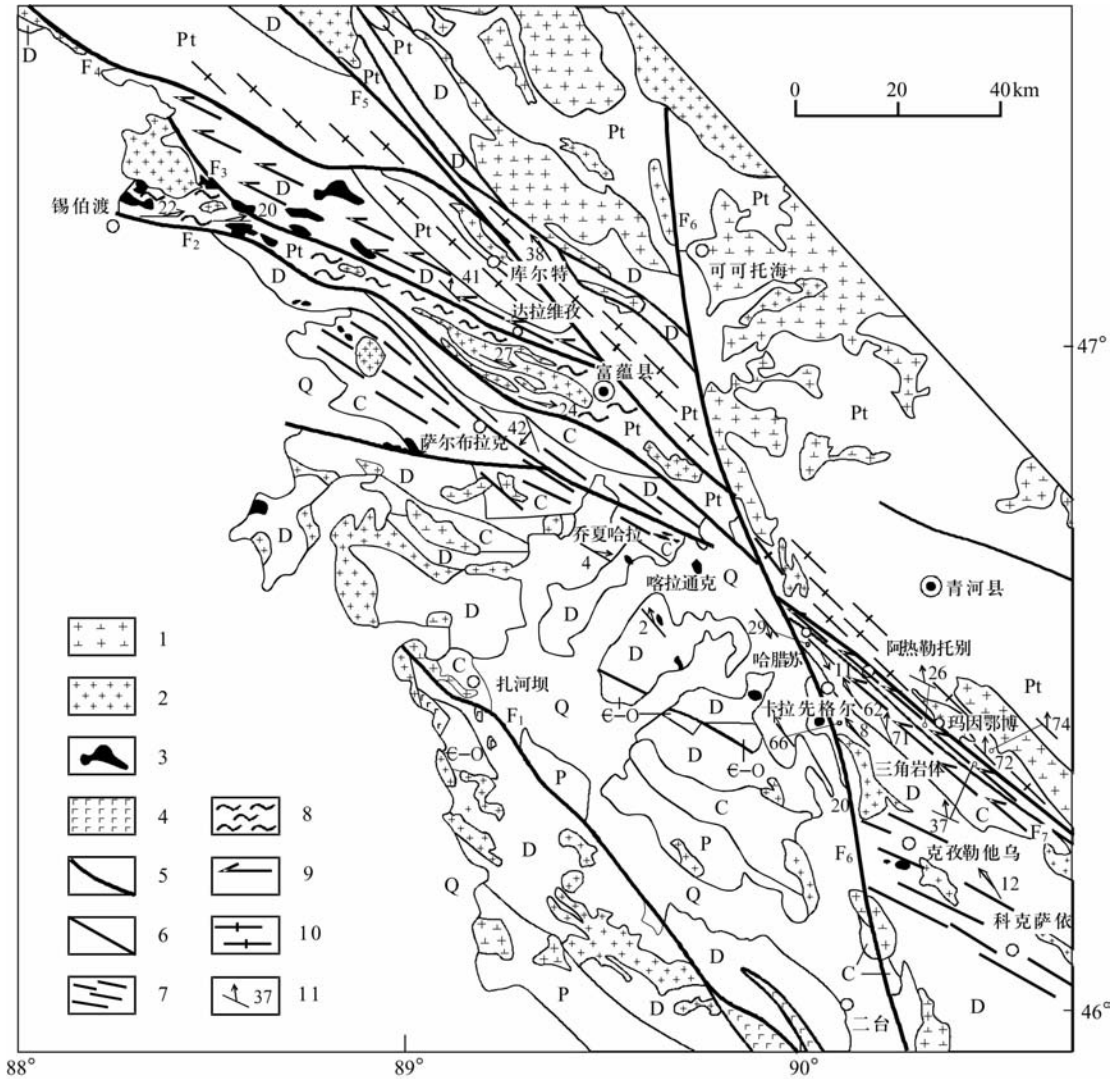 D
D
Pt
F4
Pt
Pt
F5
D
Pt
0 20 40 km
Pt
D
F3
D
锡伯渡
22
20
F2
Pt
D
Pt
D
41
38
库尔特
达拉维孜
D
F6
Pt
可可托海
D
47°
27
富蕴县
24
Q
C
42
C
Pt
Pt
Pt
萨尔布拉克
D
C
D
Pt
D
C
D
乔夏哈拉
4
C
喀拉通克
Q
青河县
D
D
2
D
29
哈腊苏
11
阿热勒托别
26
Pt
C
扎河坝
Q
F1
Є-O
D
卡拉先格尔
62
玛因鄂博
74
8
71
72
66
Є-O
P
Є-O
D
三角岩体
20
D
C
37
F7
C
D
P
F6
克孜勒他乌
12
Q
Q
科克萨依
D
C
P
D
二台
D
46°
1
2
3
4
5
6
7
8
9
10
37
11
88°
89°
90°